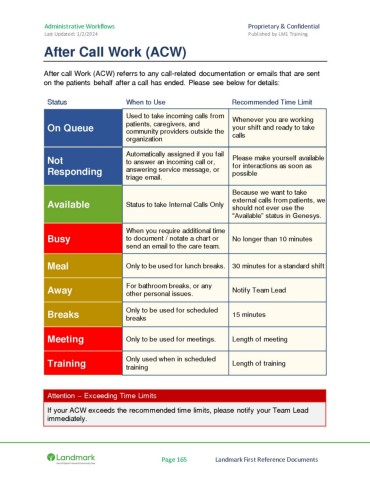 Administrative Workflows
Proprietary & Confidential
Last Updated: 1/2/2024
Published by LM1 Training
After Call Work (ACW)
After call Work (ACW) refers to any call-related documentation or emails that are sent
on the patients behalf after a call has ended. Please see below for details:
Status
When to Use
Recommended Time Limit
On Queue
Used to take incoming calls from
patients, caregivers, and
community providers outside the
organization
Whenever you are working
your shift and ready to take
calls
Not
Responding
Automatically assigned if you fail
to answer an incoming call or,
answering service message, or
triage email.
Please make yourself available
for interactions as soon as
possible
Available
Status to take Internal Calls Only
Because we want to take
external calls from patients, we
should not ever use the
"Available" status in Genesys.
Busy
When you require additional time
to document / notate a chart or
send an email to the care team.
No longer than 10 minutes
Meal
Only to be used for lunch breaks.
30 minutes for a standard shift
Away
For bathroom breaks, or any
other personal issues.
Notify Team Lead
Breaks
Only to be used for scheduled
breaks
15 minutes
Meeting
Only to be used for meetings.
Length of meeting
Training
Only used when in scheduled
training
Length of training
Attention – Exceeding Time Limits
If your ACW exceeds the recommended time limits, please notify your Team Lead
immediately.
Landmark
Page 165
Landmark First Reference Documents